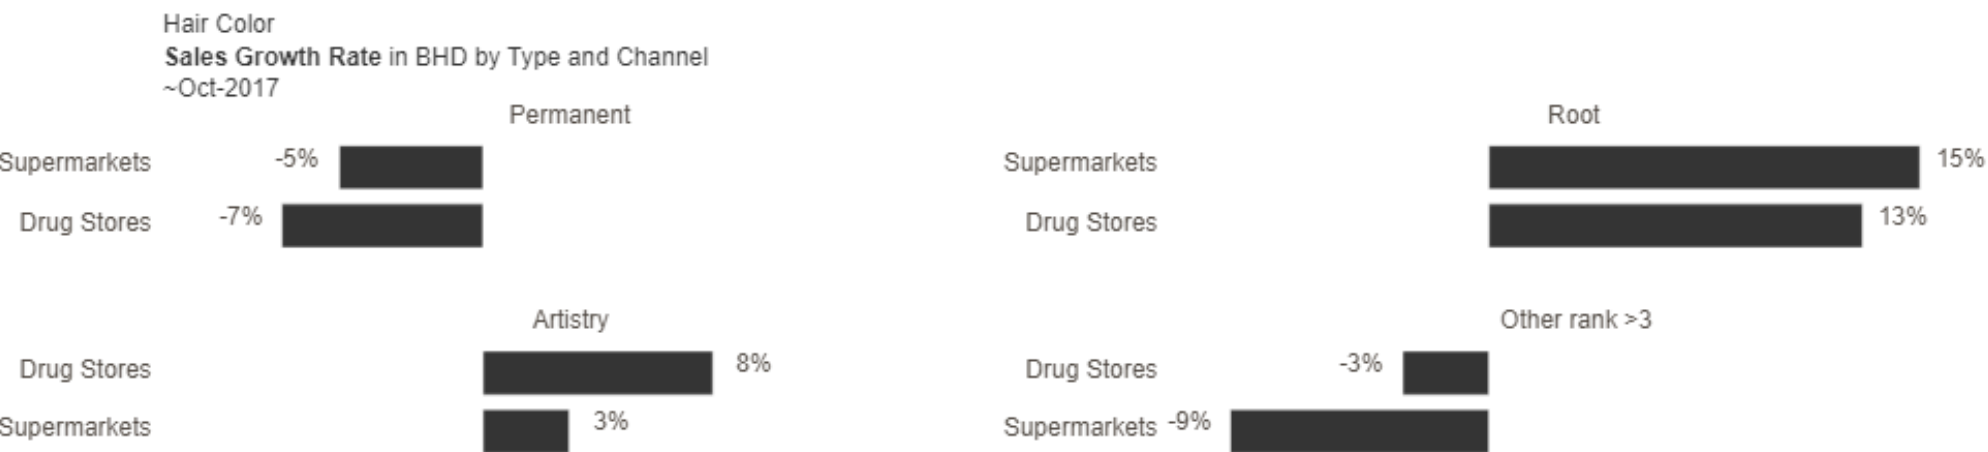 Hair Color
Sales Growth Rate in BHD by Type and Channel
~Oct-2017
Permanent
Supermarkets -5%
Drug Stores -7%
Root
Supermarkets 15%
Drug Stores 13%
Artistry
Drug Stores 8%
Supermarkets 3%
Other rank >3
Drug Stores -3%
Supermarkets -9%